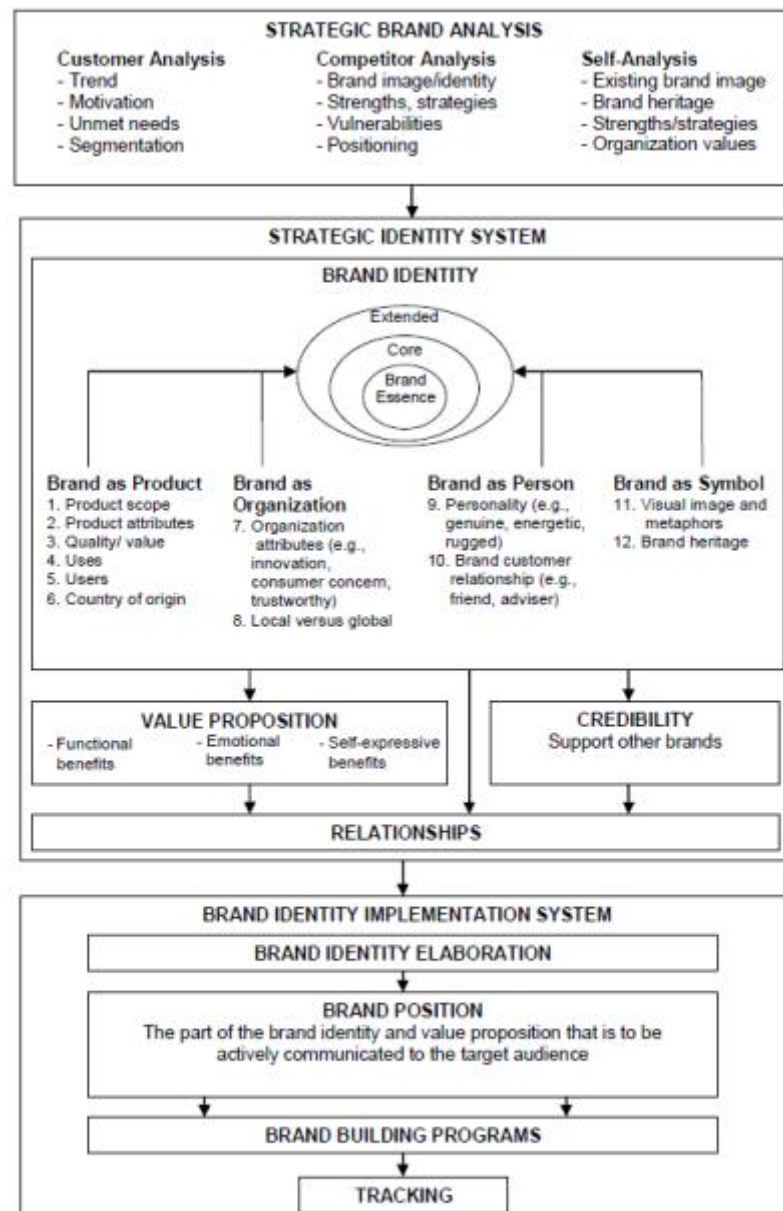 STRATEGIC BRAND ANALYSIS
Customer Analysis
- Trend
- Motivation
- Unmet needs
- Segmentation
Competitor Analysis
- Brand image/identity
- Strengths, strategies
- Vulnerabilities
- Positioning
Self-Analysis
- Existing brand image
- Brand heritage
- Strengths/strategies
- Organization values
STRATEGIC IDENTITY SYSTEM
BRAND IDENTITY
Extended
Core
Brand
Essence
Brand as Product
1. Product scope
2. Product attributes
3. Quality/ value
4. Uses
5. Users
6. Country of origin
Brand as
Organization
7. Organization
attributes (e.g.,
innovation,
consumer concern,
trustworthy)
8. Local versus global
Brand as Person
9. Personality (e.g.,
genuine, energetic,
rugged)
10. Brand customer
relationship (e.g.,
friend, adviser)
Brand as Symbol
11. Visual image and
metaphors
12. Brand heritage
VALUE PROPOSITION
- Functional
benefits
- Emotional
benefits
- Self-expressive
benefits
CREDIBILITY
Support other brands
RELATIONSHIPS
BRAND IDENTITY IMPLEMENTATION SYSTEM
BRAND IDENTITY ELABORATION
BRAND POSITION
The part of the brand identity and value proposition that is to be
actively communicated to the target audience
BRAND BUILDING PROGRAMS
TRACKING